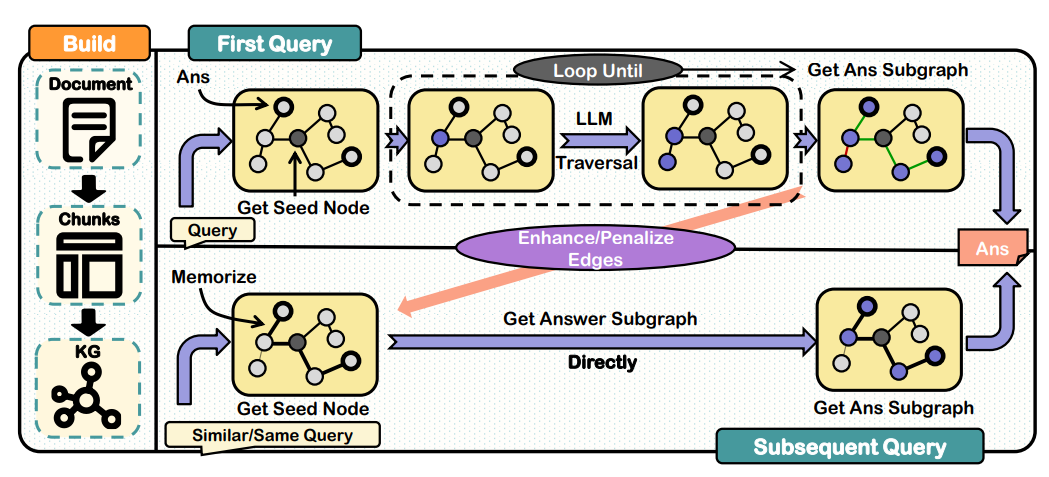 Build
Document
Chunks
KG
First Query
Ans
Get Seed Node
Query
Loop Until
LLM
Traversal
Get Ans Subgraph
Enhance/Penalize
Edges
Ans
Memorize
Get Seed Node
Similar/Same Query
Get Answer Subgraph
Directly
Get Ans Subgraph
Subsequent Query